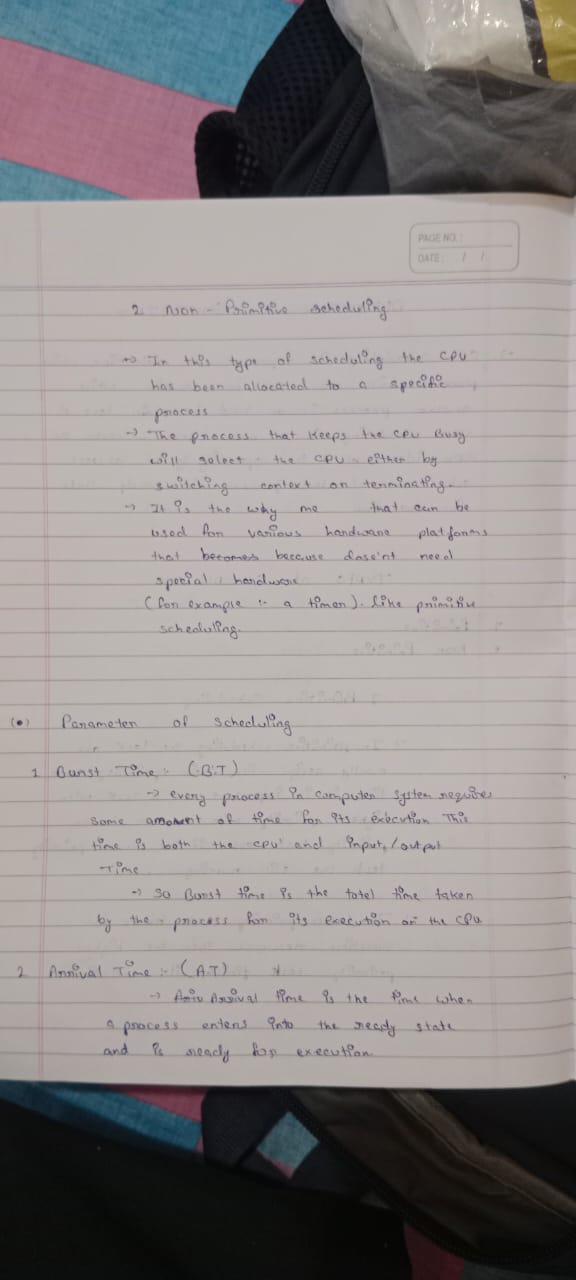 PAGE NO.:
DATE: / /
2 Non - Primitive scheduling
→ In this type of scheduling the CPU
has been allocated to a specific
process
→ The process that keeps the CPU Busy
will select the CPU either by
switching context or terminating.
→ It is the why me that can be
used for various hardware platforms
that becomes because dose'nt need
special hardware
(for example :- a timer). like primitive
scheduling.
(•) Parameter of scheduling
1 Burst Time :- (B.T)
→ every process in computer system requires
some amount of time for its execution This
time is both the CPU and input/output
Time
→ So Burst time is the totel time taken
by the process for its execution on the CPU
2 Arrival Time :- (A.T)
→ Arrival time is the time when
a process enters into the ready state
and is ready for execution